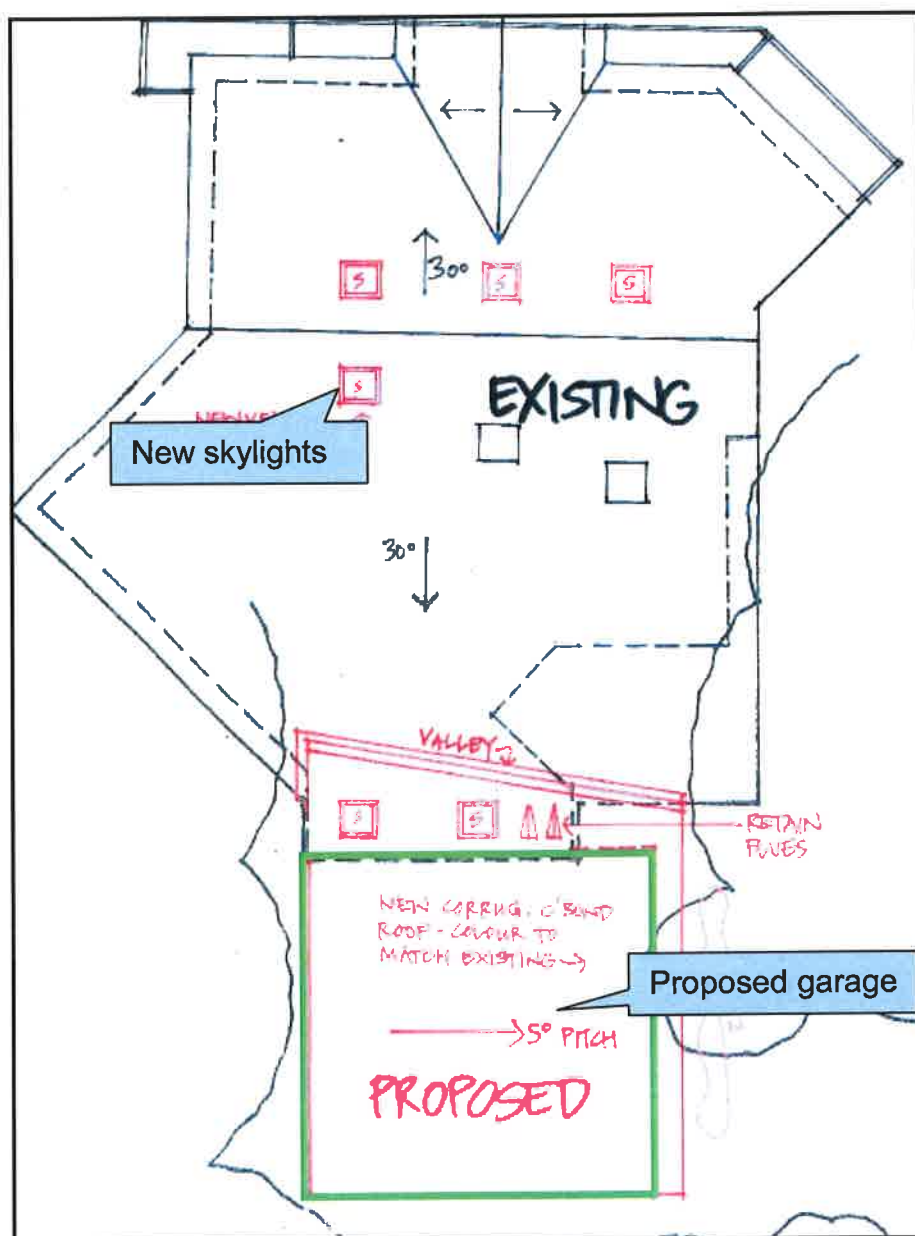 30°
S
S
S
S
EXISTING
New skylights
30°
VALLEY
S
S
RETAIN
FLUES
NEW CORRUG. C'BOND
ROOF - COLOUR TO
MATCH EXISTING
Proposed garage
5° PITCH
PROPOSED